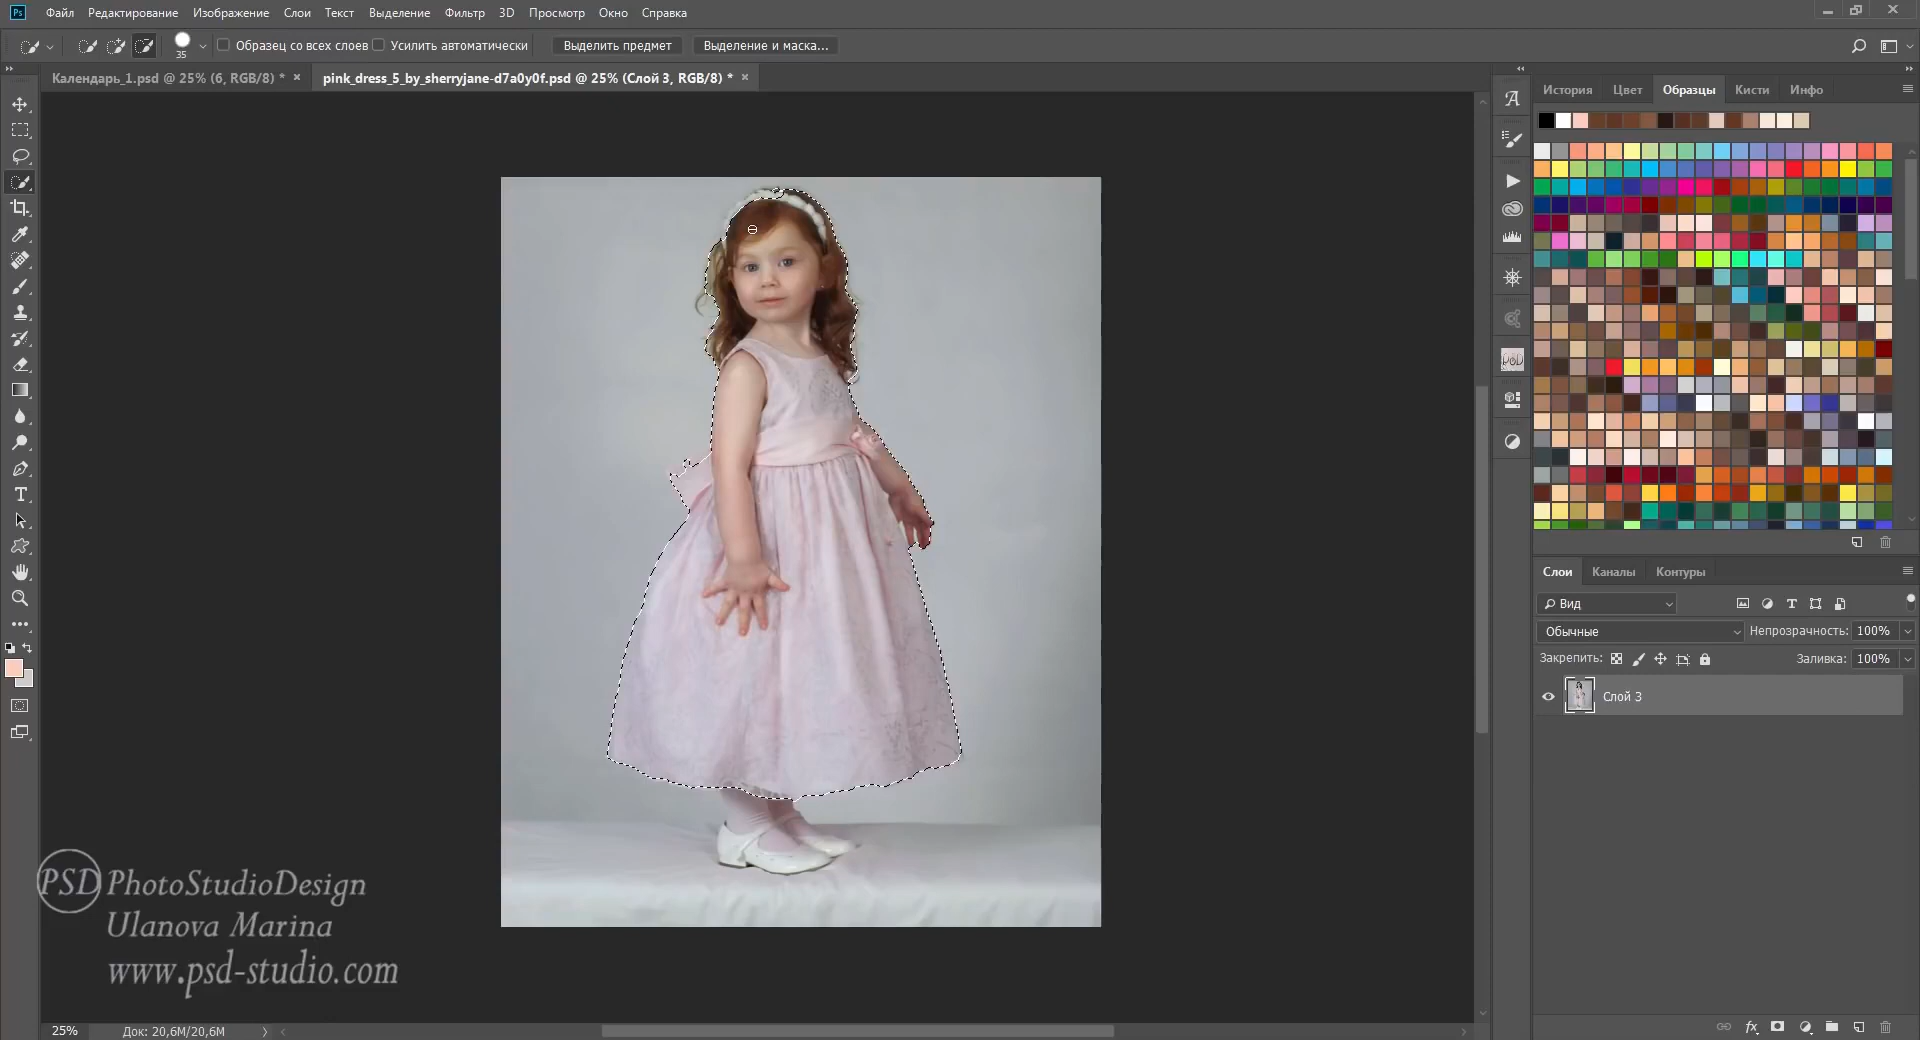 Ps
Файл Редактирование Изображение Слои Текст Выделение Фильтр 3D Просмотр Окно Справка
35
Образец со всех слоев
Усилить автоматически
Выделить предмет
Выделение и маска...
Календарь_1.psd @ 25% (6, RGB/8) * ×
pink_dress_5_by_sherryjane-d7a0y0f.psd @ 25% (Слой 3, RGB/8) * ×
История Цвет Образцы Кисти Инфо
Слои Каналы Контуры
Вид
Обычные
Непрозрачность: 100%
Закрепить:
Заливка: 100%
Слой 3
PSD PhotoStudioDesign
Ulanova Marina
www.psd-studio.com
25%
Док: 20,6M/20,6M
fx